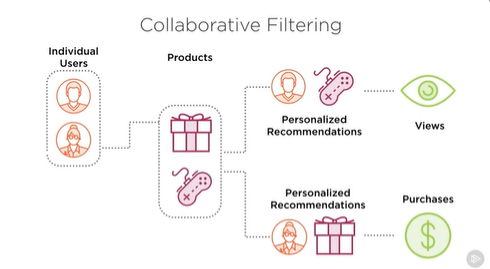 Collaborative Filtering
Individual
Users
Products
Personalized
Recommendations
Views
Personalized
Recommendations
Purchases
$